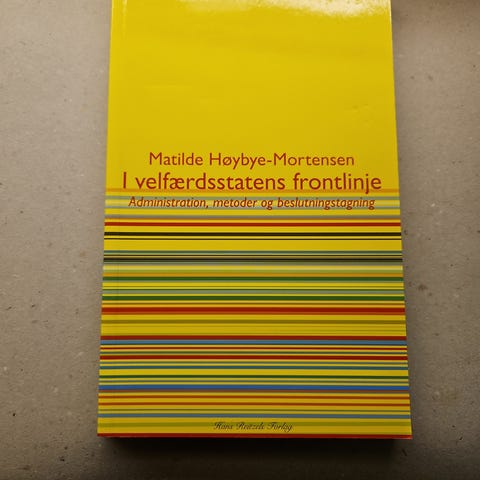 Matilde Høybye-Mortensen
I velfærdsstatens frontlinje
Administration, metoder og beslutningstagning
Hans Reitzels Forlag